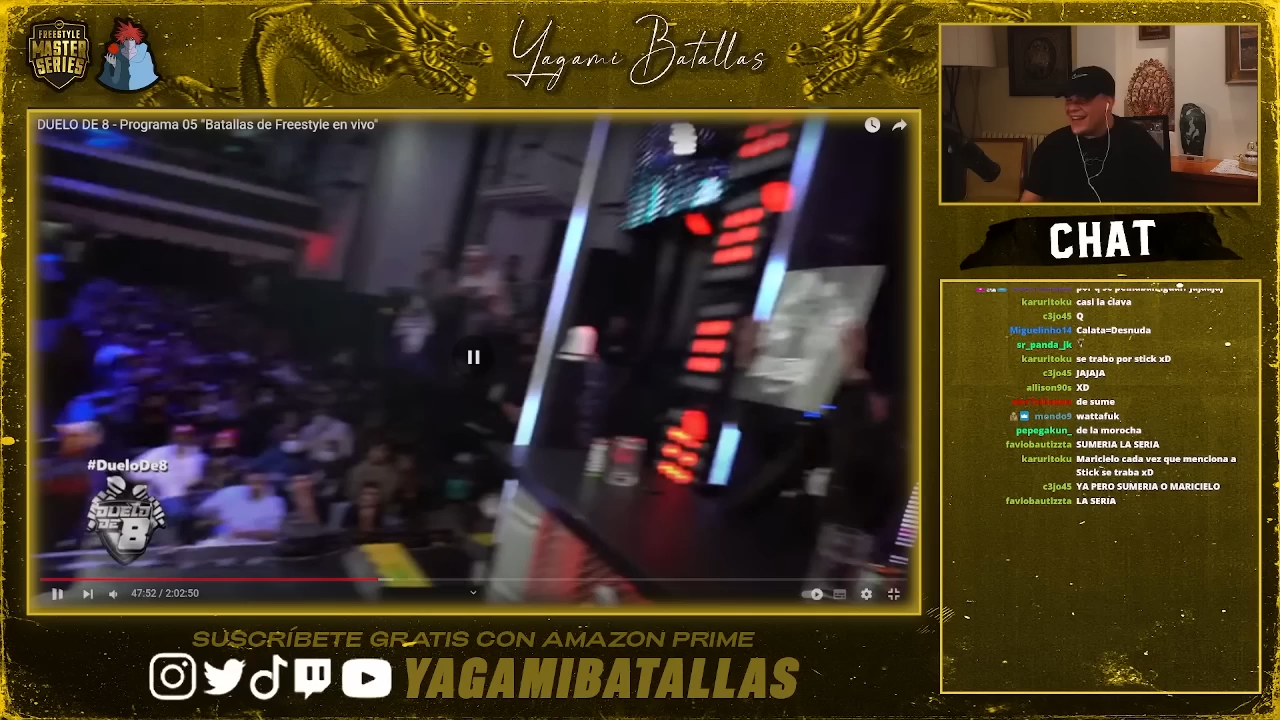 FREESTYLE
MASTER
SERIES
Yagami Batallas
DUELO DE 8 - Programa 05 "Batallas de Freestyle en vivo"
#DueloDe8
DUELO
DE 8
47:52 / 2:02:50
SUSCRÍBETE GRATIS CON AMAZON PRIME
YAGAMIBATALLAS
CHAT
karuritoku casi la clava
c3jo45 Q
Miguelinho14 Calata=Desnuda
sr_panda_jk
karuritoku se trabo por stick xD
c3jo45 JAJAJA
allison90s XD
de sume
mondo9 wattafuk
pepegakun_ de la morocha
faviobautizzta SUMERIA LA SERIA
karuritoku Maricielo cada vez que menciona a
Stick se traba xD
c3jo45 YA PERO SUMERIA O MARICIELO
faviobautizzta LA SERIA